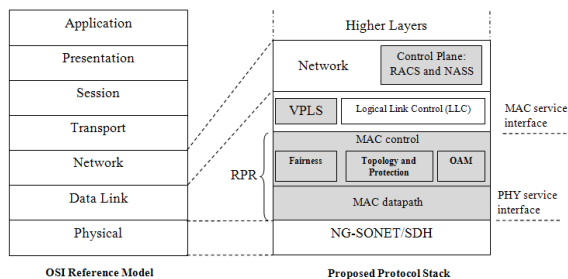 Application
Presentation
Session
Transport
Network
Data Link
Physical
OSI Reference Model
Higher Layers
Network
Control Plane:
RACS and NASS
VPLS
Logical Link Control (LLC)
MAC service
interface
RPR
MAC control
Fairness
Topology and
Protection
OAM
MAC datapath
PHY service
interface
NG-SONET/SDH
Proposed Protocol Stack